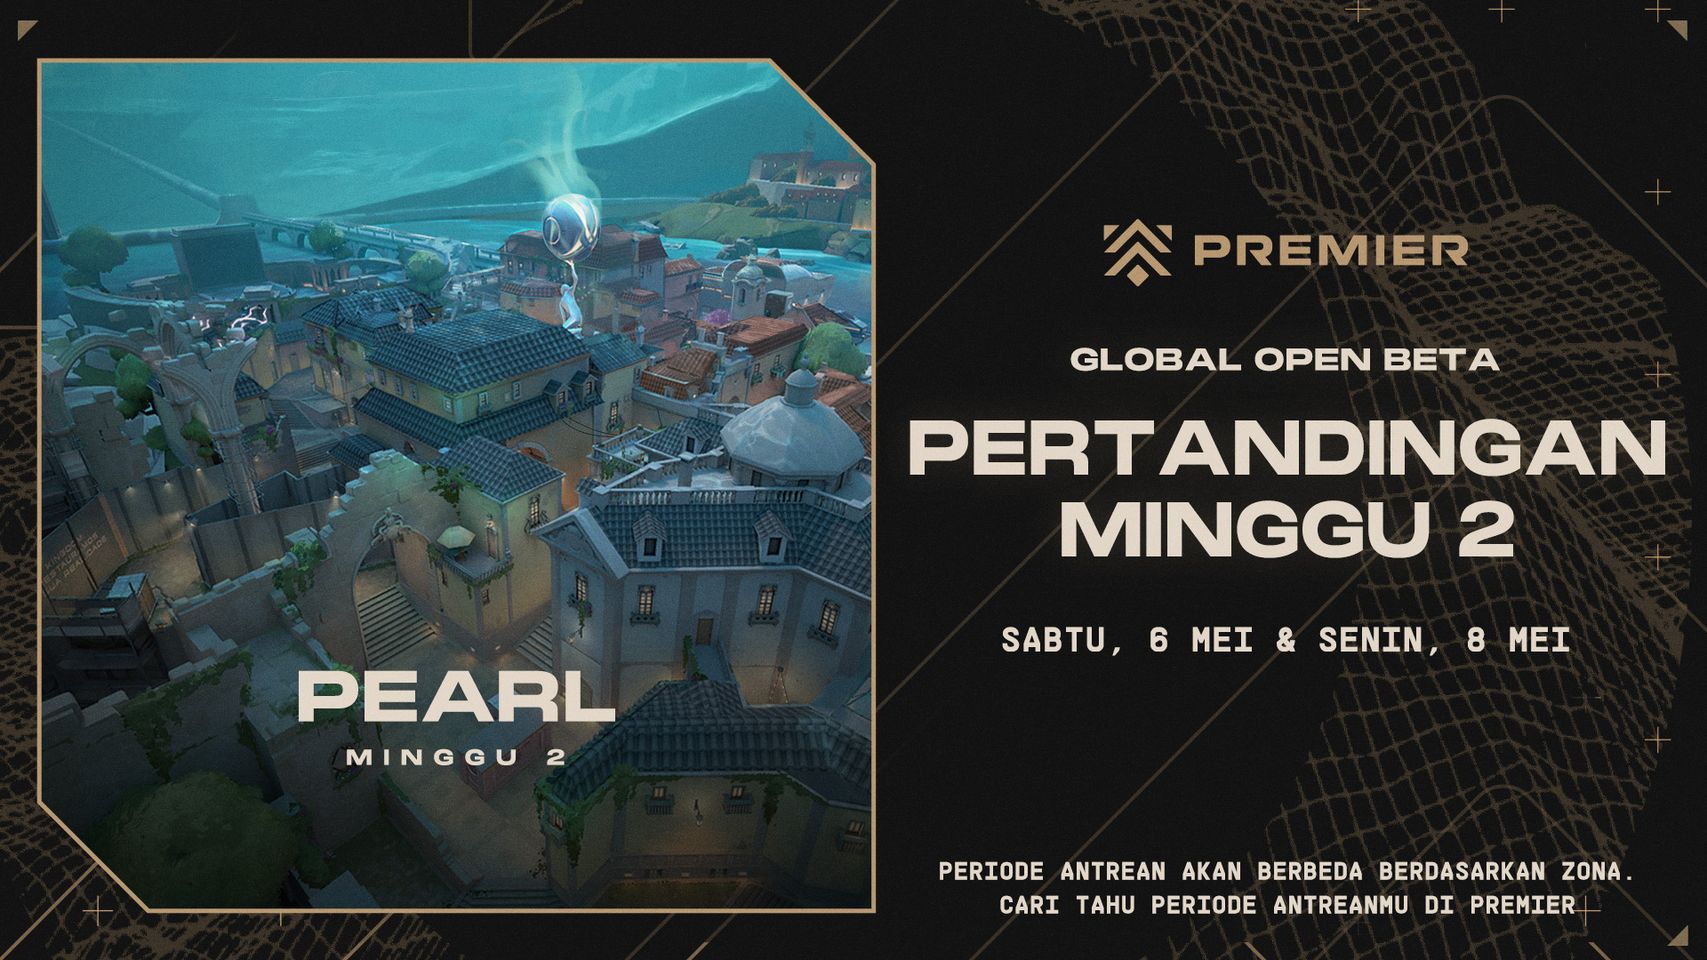 PEARL
MINGGU 2
PREMIER
GLOBAL OPEN BETA
PERTANDINGAN
MINGGU 2
SABTU, 6 MEI & SENIN, 8 MEI
PERIODE ANTREAN AKAN BERBEDA BERDASARKAN ZONA.
CARI TAHU PERIODE ANTREANMU DI PREMIER